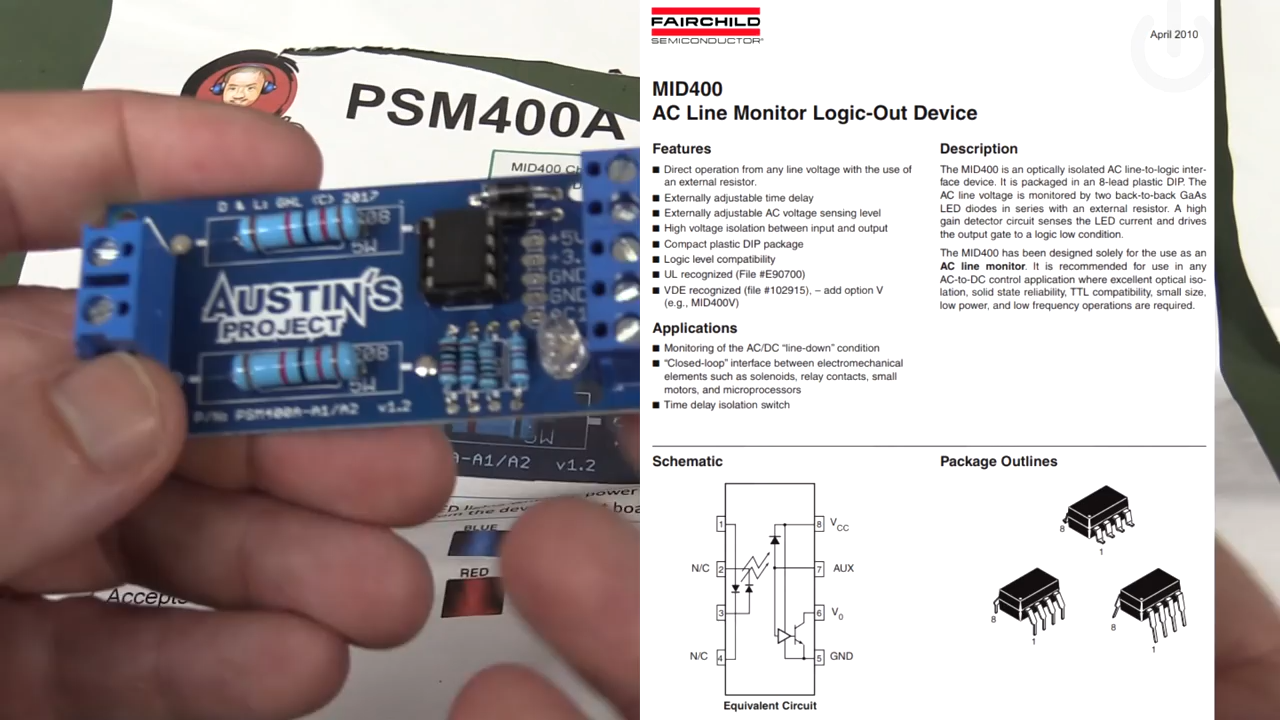 PSM400A
MID400 Ch
D & L: GHL (C) 2017
5W
+5V
+3.
GND
GND
AUSTIN'S
PROJECT
5W
P/No PSM400A-A1/A2 v1.2
A-A1/A2 v1.2
power
BLUE
RED
Accepts
FAIRCHILD
SEMICONDUCTOR®
April 2010
MID400
AC Line Monitor Logic-Out Device
Features
■ Direct operation from any line voltage with the use of
an external resistor.
■ Externally adjustable time delay
■ Externally adjustable AC voltage sensing level
■ High voltage isolation between input and output
■ Compact plastic DIP package
■ Logic level compatibility
■ UL recognized (File #E90700)
■ VDE recognized (file #102915), – add option V
(e.g., MID400V)
Applications
■ Monitoring of the AC/DC “line-down” condition
■ “Closed-loop” interface between electromechanical
elements such as solenoids, relay contacts, small
motors, and microprocessors
■ Time delay isolation switch
Description
The MID400 is an optically isolated AC line-to-logic inter-
face device. It is packaged in an 8-lead plastic DIP. The
AC line voltage is monitored by two back-to-back GaAs
LED diodes in series with an external resistor. A high
gain detector circuit senses the LED current and drives
the output gate to a logic low condition.
The MID400 has been designed solely for the use as an
AC line monitor. It is recommended for use in any
AC-to-DC control application where excellent optical iso-
lation, solid state reliability, TTL compatibility, small size,
low power, and low frequency operations are required.
Schematic
1
8 VCC
N/C 2
7 AUX
3
6 V0
N/C 4
5 GND
Equivalent Circuit
Package Outlines
8
1
8
1
8
1